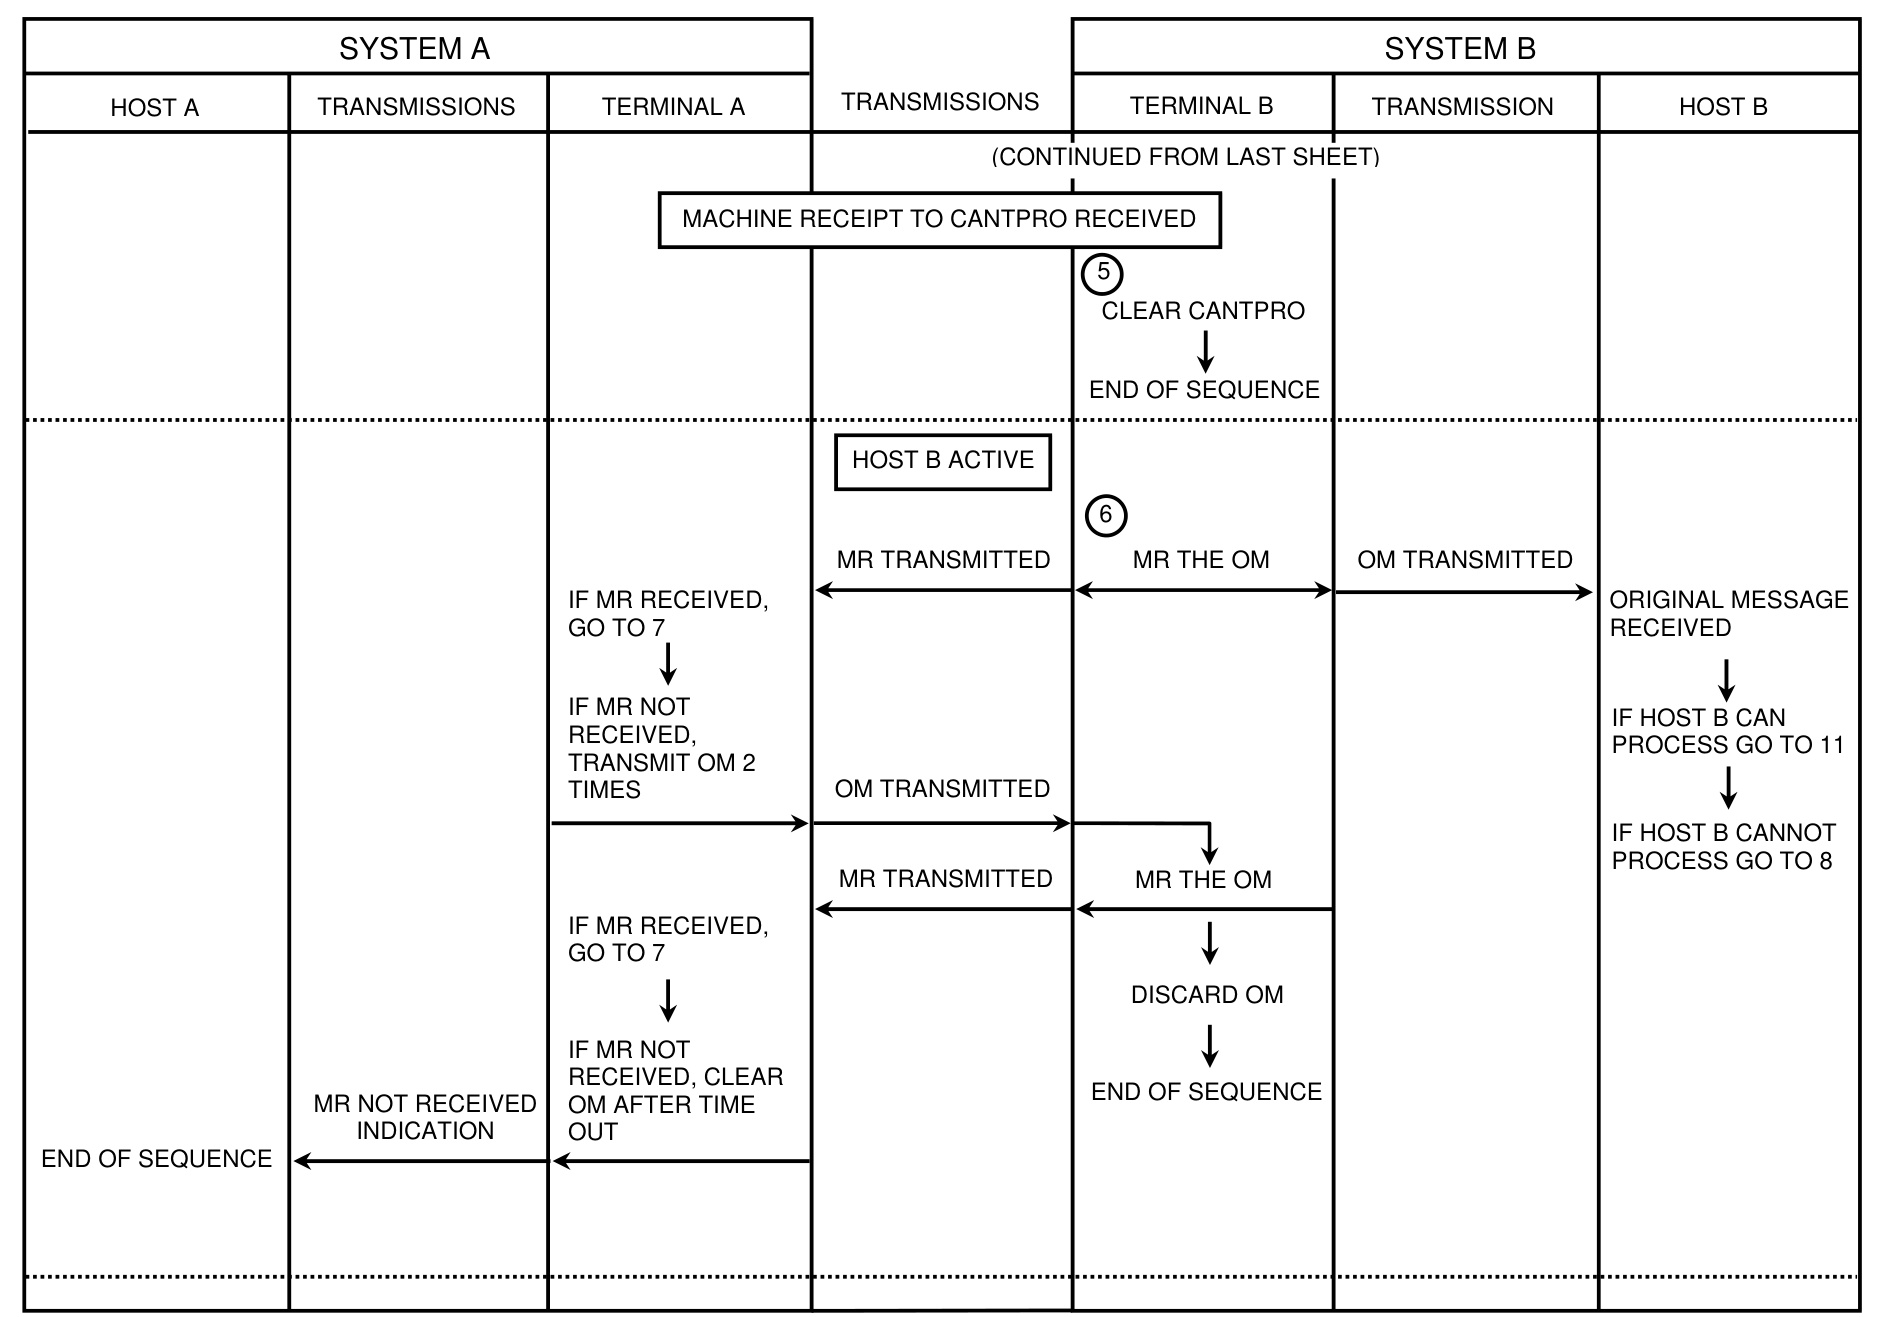 SYSTEM A
SYSTEM B
HOST A
TRANSMISSIONS
TERMINAL A
TRANSMISSIONS
TERMINAL B
TRANSMISSION
HOST B
(CONTINUED FROM LAST SHEET)
MACHINE RECEIPT TO CANTPRO RECEIVED
5
CLEAR CANTPRO
END OF SEQUENCE
HOST B ACTIVE
6
MR TRANSMITTED
MR THE OM
OM TRANSMITTED
IF MR RECEIVED,
GO TO 7
ORIGINAL MESSAGE
RECEIVED
IF MR NOT
RECEIVED,
TRANSMIT OM 2
TIMES
IF HOST B CAN
PROCESS GO TO 11
OM TRANSMITTED
IF HOST B CANNOT
PROCESS GO TO 8
MR TRANSMITTED
MR THE OM
IF MR RECEIVED,
GO TO 7
DISCARD OM
IF MR NOT
RECEIVED, CLEAR
OM AFTER TIME
OUT
END OF SEQUENCE
MR NOT RECEIVED
INDICATION
END OF SEQUENCE